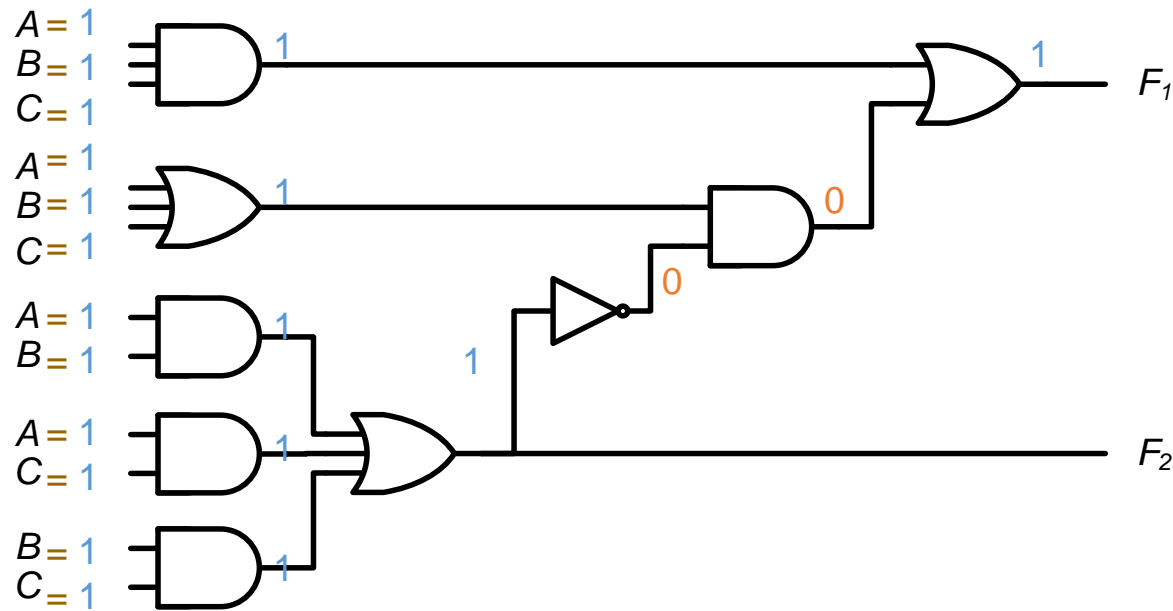 A = 1
1
1
B = 1
F1
C = 1
A = 1
B = 1
1
0
C = 1
0
A = 1
1
B = 1
1
A = 1
1
F2
C = 1
B = 1
1
C = 1